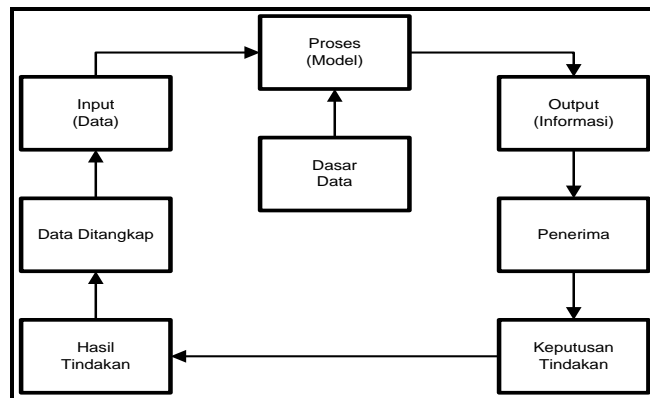 Proses
(Model)
Input
(Data)
Output
(Informasi)
Dasar
Data
Data Ditangkap
Penerima
Hasil
Tindakan
Keputusan
Tindakan